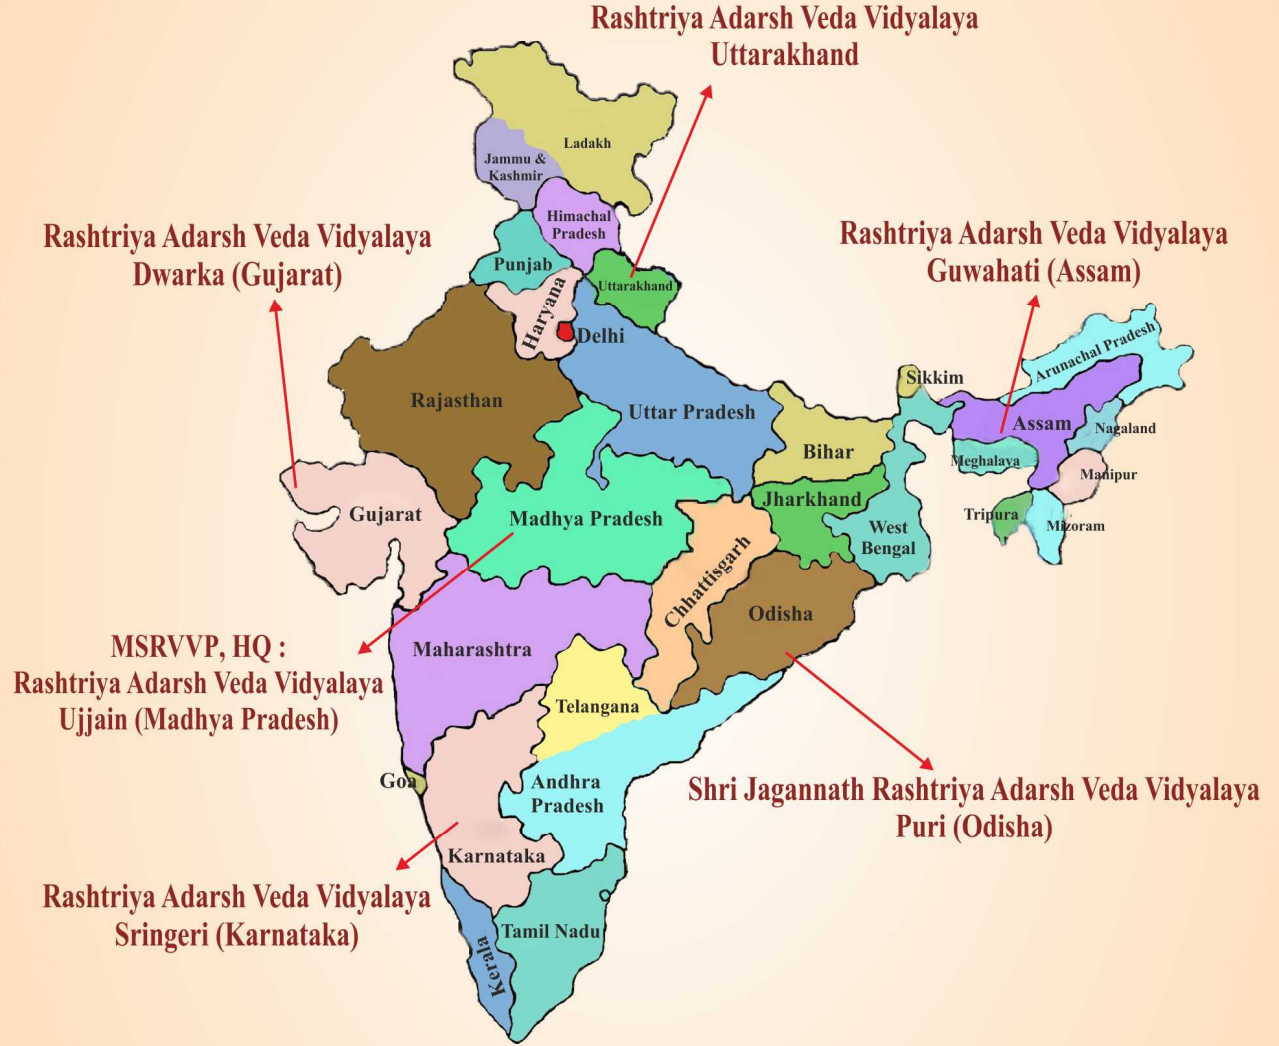 Rashtriya Adarsh Veda Vidyalaya
Uttarakhand
Ladakh
Jammu &
Kashmir
Himachal
Pradesh
Rashtriya Adarsh Veda Vidyalaya
Dwarka (Gujarat)
Rashtriya Adarsh Veda Vidyalaya
Guwahati (Assam)
Punjab
Uttarakhand
Haryana
Delhi
Arunachal Pradesh
Sikkim
Rajasthan
Uttar Pradesh
Assam
Nagaland
Bihar
Meghalaya
Manipur
Jharkhand
Gujarat
Madhya Pradesh
West
Bengal
Tripura
Mizoram
Chhattisgarh
Odisha
MSRVVP, HQ :
Rashtriya Adarsh Veda Vidyalaya
Ujjain (Madhya Pradesh)
Maharashtra
Telangana
Goa
Andhra
Pradesh
Shri Jagannath Rashtriya Adarsh Veda Vidyalaya
Puri (Odisha)
Karnataka
Rashtriya Adarsh Veda Vidyalaya
Sringeri (Karnataka)
Tamil Nadu
Kerala